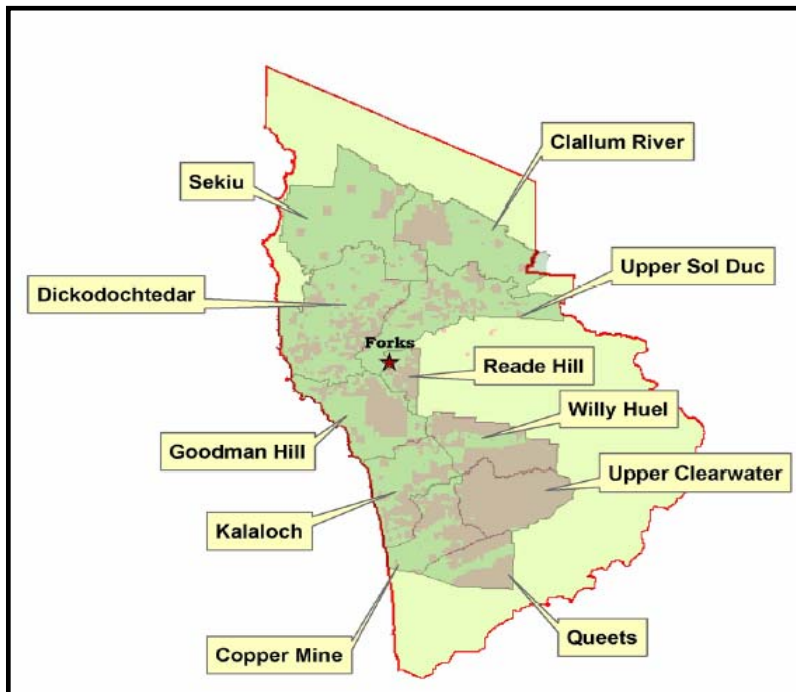 Clallum River
Sekiu
Upper Sol Duc
Dickodochtedar
Forks
Reade Hill
Willy Huel
Goodman Hill
Upper Clearwater
Kalaloch
Queets
Copper Mine